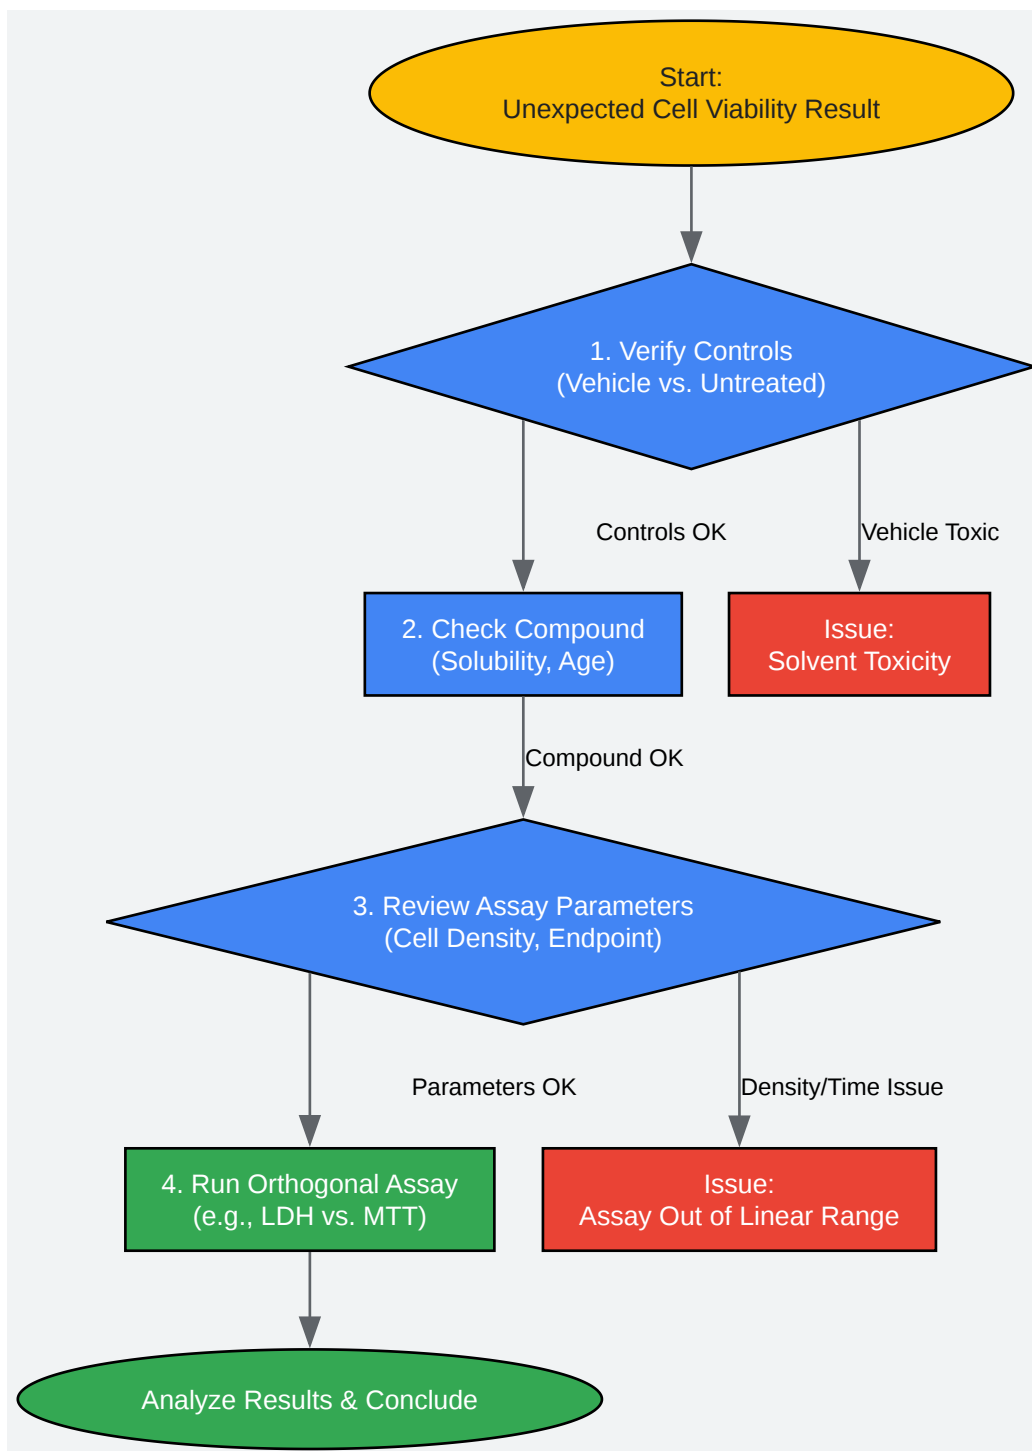 Start:
Unexpected Cell Viability Result
1. Verify Controls
(Vehicle vs. Untreated)
Controls OK
Vehicle Toxic
2. Check Compound
(Solubility, Age)
Issue:
Solvent Toxicity
Compound OK
3. Review Assay Parameters
(Cell Density, Endpoint)
Parameters OK
Density/Time Issue
4. Run Orthogonal Assay
(e.g., LDH vs. MTT)
Issue:
Assay Out of Linear Range
Analyze Results & Conclude